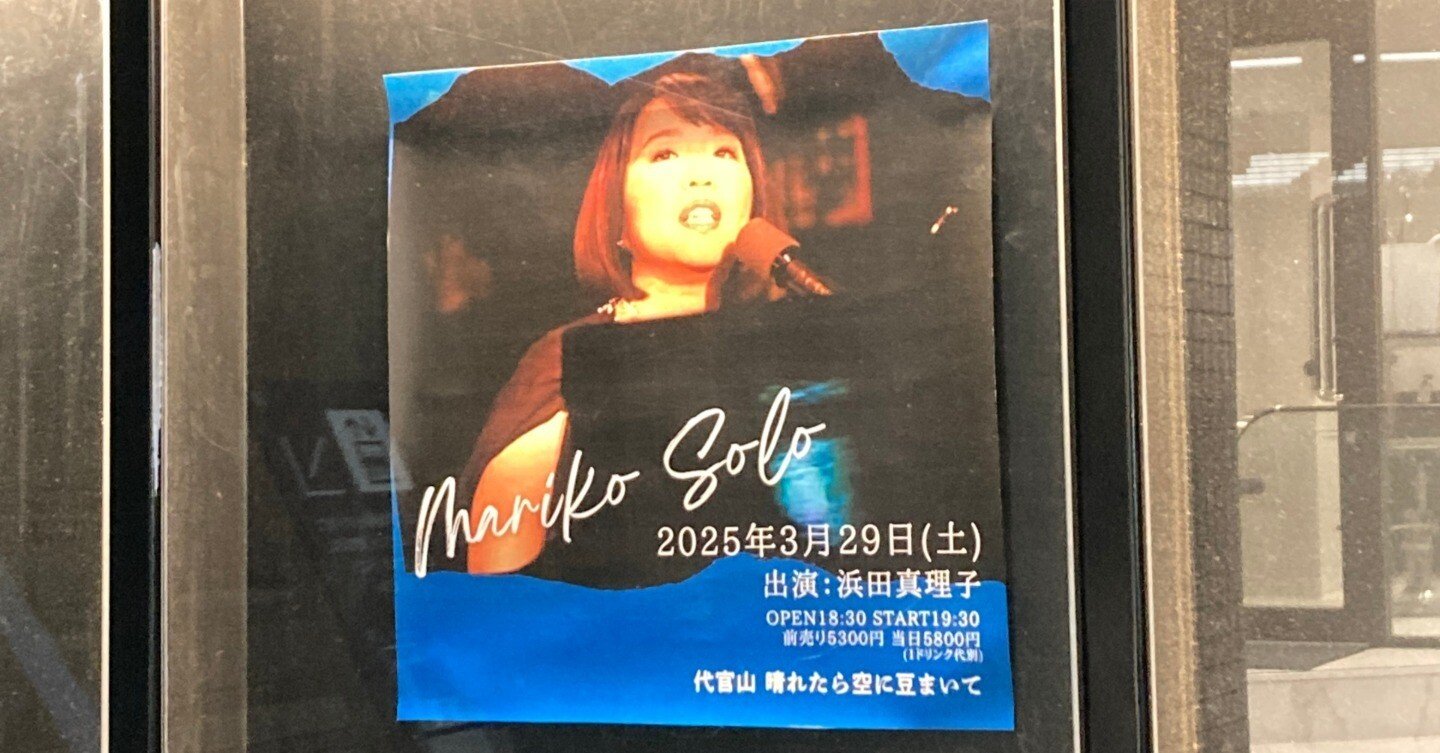 Mariko Solo
2025年3月29日(土)
出演:浜田真理子
OPEN18:30 START19:30
前売り5300円 当日5800円
(1ドリンク代別)
代官山 晴れたら空に豆まいて